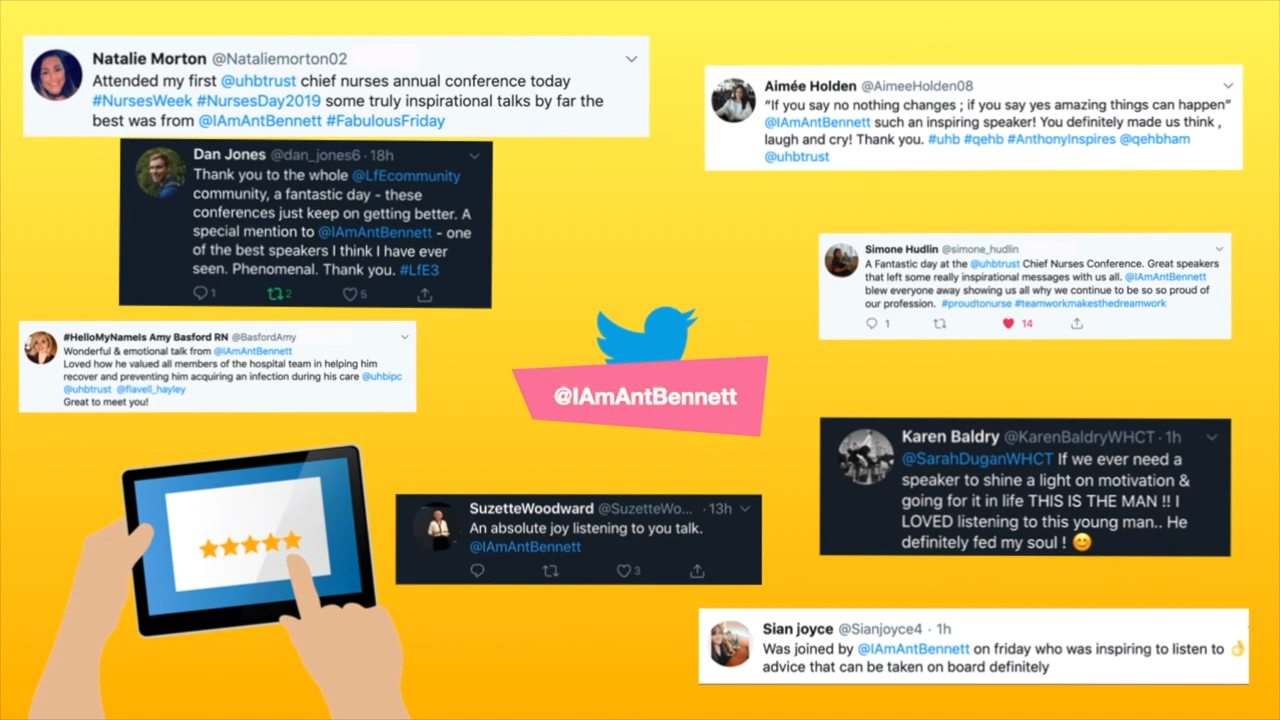 Natalie Morton @Nataliemorton02
Attended my first @uhbtrust chief nurses annual conference today
#NursesWeek #NursesDay2019 some truly inspirational talks by far the
best was from @IAmAntBennett #FabulousFriday
Aimée Holden @AimeeHolden08
“If you say no nothing changes ; if you say yes amazing things can happen”
@IAmAntBennett such an inspiring speaker! You definitely made us think ,
laugh and cry! Thank you. #uhb #qehb #AnthonyInspires @qehbham
@uhbtrust
Dan Jones @dan_jones6 · 18h
Thank you to the whole @LfEcommunity
community, a fantastic day - these
conferences just keep on getting better. A
special mention to @IAmAntBennett - one
of the best speakers I think I have ever
seen. Phenomenal. Thank you. #LfE3
1 2 5
Simone Hudlin @simone_hudlin
A Fantastic day at the @uhbtrust Chief Nurses Conference. Great speakers
that left some really inspirational messages with us all. @IAmAntBennett
blew everyone away showing us all why we continue to be so so proud of
our profession. #proudtonurse #teamworkmakesthedreamwork
1 14
#HelloMyNameIs Amy Basford RN @BasfordAmy
Wonderful & emotional talk from @IAmAntBennett
Loved how he valued all members of the hospital team in helping him
recover and preventing him acquiring an infection during his care @uhbipc
@uhbtrust @flavell_hayley
Great to meet you!
@IAmAntBennett
Karen Baldry @KarenBaldryWHCT · 1h
@SarahDuganWHCT If we ever need a
speaker to shine a light on motivation &
going for it in life THIS IS THE MAN !! I
LOVED listening to this young man.. He
definitely fed my soul ! 😊
SuzetteWoodward @SuzetteWo... · 13h
An absolute joy listening to you talk.
@IAmAntBennett
3
Sian joyce @Sianjoyce4 · 1h
Was joined by @IAmAntBennett on friday who was inspiring to listen to 👌
advice that can be taken on board definitely